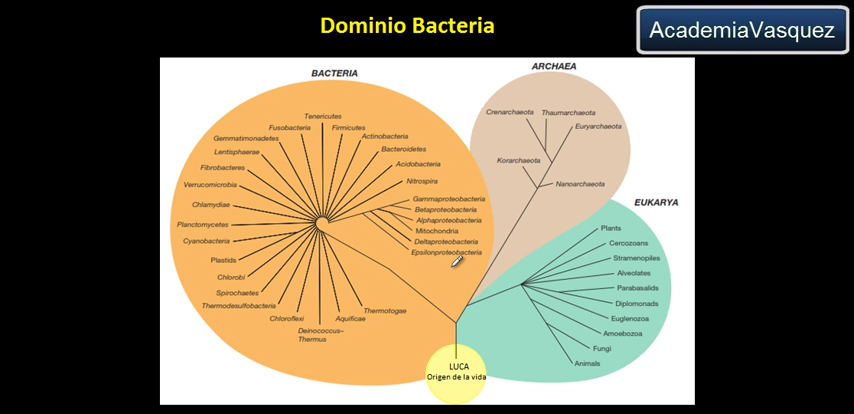 Dominio Bacteria
AcademiaVasquez
BACTERIA
Tenericutes
Fusobacteria
Firmicutes
Gemmatimonadetes
Actinobacteria
Lentisphaerae
Bacteroidetes
Fibrobacteres
Acidobacteria
Verrucomicrobia
Nitrospira
Chlamydiae
Gammaproteobacteria
Betaproteobacteria
Planctomycetes
Alphaproteobacteria
Mitochondria
Cyanobacteria
Deltaproteobacteria
Epsilonproteobacteria
Plastids
Chlorobi
Spirochaetes
Thermodesulfobacteria
Chloroflexi
Deinococcus–
Thermus
Aquificae
Thermotogae
ARCHAEA
Crenarchaeota
Thaumarchaeota
Euryarchaeota
Korarchaeota
Nanoarchaeota
EUKARYA
Plants
Cercozoans
Stramenopiles
Alveolates
Parabasalids
Diplomonads
Euglenozoa
Amoebozoa
Fungi
Animals
LUCA
Origen de la vida